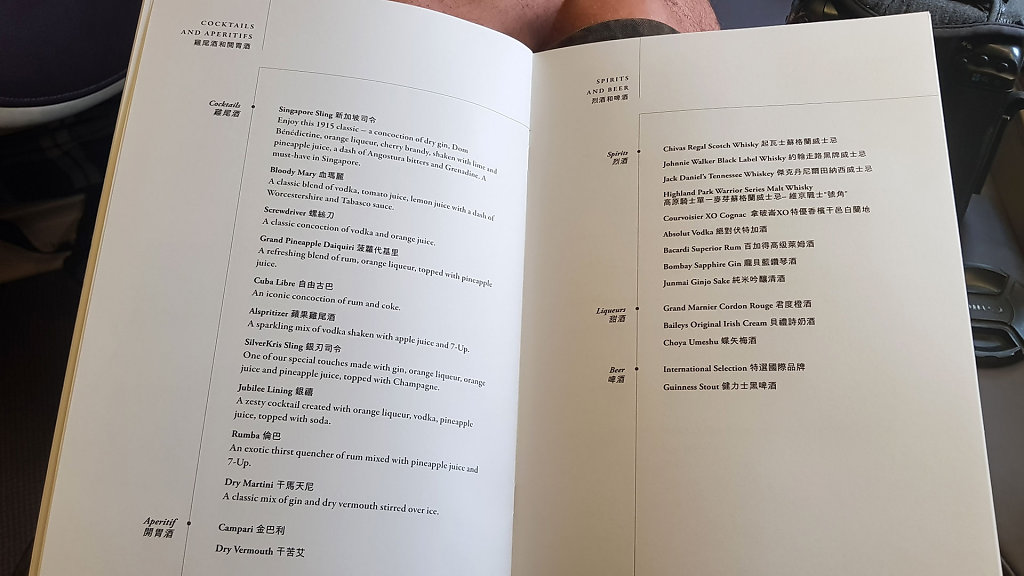 COCKTAILS
AND APERITIFS
雞尾酒和開胃酒
Cocktails
雞尾酒
Singapore Sling 新加坡司令
Enjoy this 1915 classic – a concoction of dry gin, Dom
Bénédictine, orange liqueur, cherry brandy, shaken with lime and
pineapple juice, a dash of Angostura bitters and Grenadine. A
must-have in Singapore.
Bloody Mary 血瑪麗
A classic blend of vodka, tomato juice, lemon juice with a dash of
Worcestershire and Tabasco sauce.
Screwdriver 螺絲刀
A classic concoction of vodka and orange juice.
Grand Pineapple Daiquiri 菠蘿代基里
A refreshing blend of rum, orange liqueur, topped with pineapple
juice.
Cuba Libre 自由古巴
An iconic concoction of rum and coke.
Alspritizer 蘋果雞尾酒
A sparkling mix of vodka shaken with apple juice and 7-Up.
SilverKris Sling 銀刃司令
One of our special touches made with gin, orange liqueur, orange
juice and pineapple juice, topped with Champagne.
Jubilee Lining 銀禧
A zesty cocktail created with orange liqueur, vodka, pineapple
juice, topped with soda.
Rumba 倫巴
An exotic thirst quencher of rum mixed with pineapple juice and
7-Up.
Dry Martini 干馬天尼
A classic mix of gin and dry vermouth stirred over ice.
Aperitif
開胃酒
Campari 金巴利
Dry Vermouth 干苦艾
SPIRITS
AND BEER
烈酒和啤酒
Spirits
烈酒
Chivas Regal Scotch Whisky 起瓦士蘇格蘭威士忌
Johnnie Walker Black Label Whisky 約翰走路黑牌威士忌
Jack Daniel's Tennessee Whiskey 傑克丹尼爾田納西威士忌
Highland Park Warrior Series Malt Whisky
高原騎士單一麥芽蘇格蘭威士忌– 維京戰士"號角"
Courvoisier XO Cognac 拿破崙XO特優香檳干邑白蘭地
Absolut Vodka 絕對伏特加酒
Bacardi Superior Rum 百加得高級萊姆酒
Bombay Sapphire Gin 龐貝藍鑽琴酒
Junmai Ginjo Sake 純米吟釀清酒
Liqueurs
甜酒
Grand Marnier Cordon Rouge 君度橙酒
Baileys Original Irish Cream 貝禮詩奶酒
Choya Umeshu 蝶矢梅酒
Beer
啤酒
International Selection 特選國際品牌
Guinness Stout 健力士黑啤酒